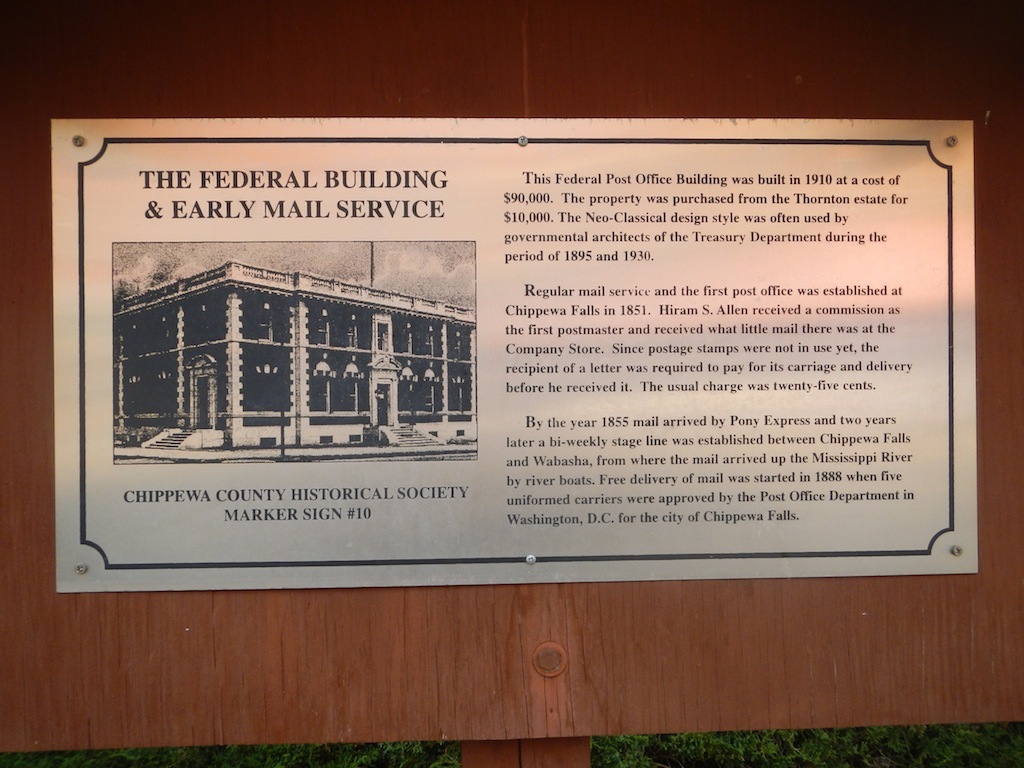 THE FEDERAL BUILDING
& EARLY MAIL SERVICE
CHIPPEWA COUNTY HISTORICAL SOCIETY
MARKER SIGN #10
This Federal Post Office Building was built in 1910 at a cost of
$90,000. The property was purchased from the Thornton estate for
$10,000. The Neo-Classical design style was often used by
governmental architects of the Treasury Department during the
period of 1895 and 1930.
Regular mail service and the first post office was established at
Chippewa Falls in 1851. Hiram S. Allen received a commission as
the first postmaster and received what little mail there was at the
Company Store. Since postage stamps were not in use yet, the
recipient of a letter was required to pay for its carriage and delivery
before he received it. The usual charge was twenty-five cents.
By the year 1855 mail arrived by Pony Express and two years
later a bi-weekly stage line was established between Chippewa Falls
and Wabasha, from where the mail arrived up the Mississippi River
by river boats. Free delivery of mail was started in 1888 when five
uniformed carriers were approved by the Post Office Department in
Washington, D.C. for the city of Chippewa Falls.